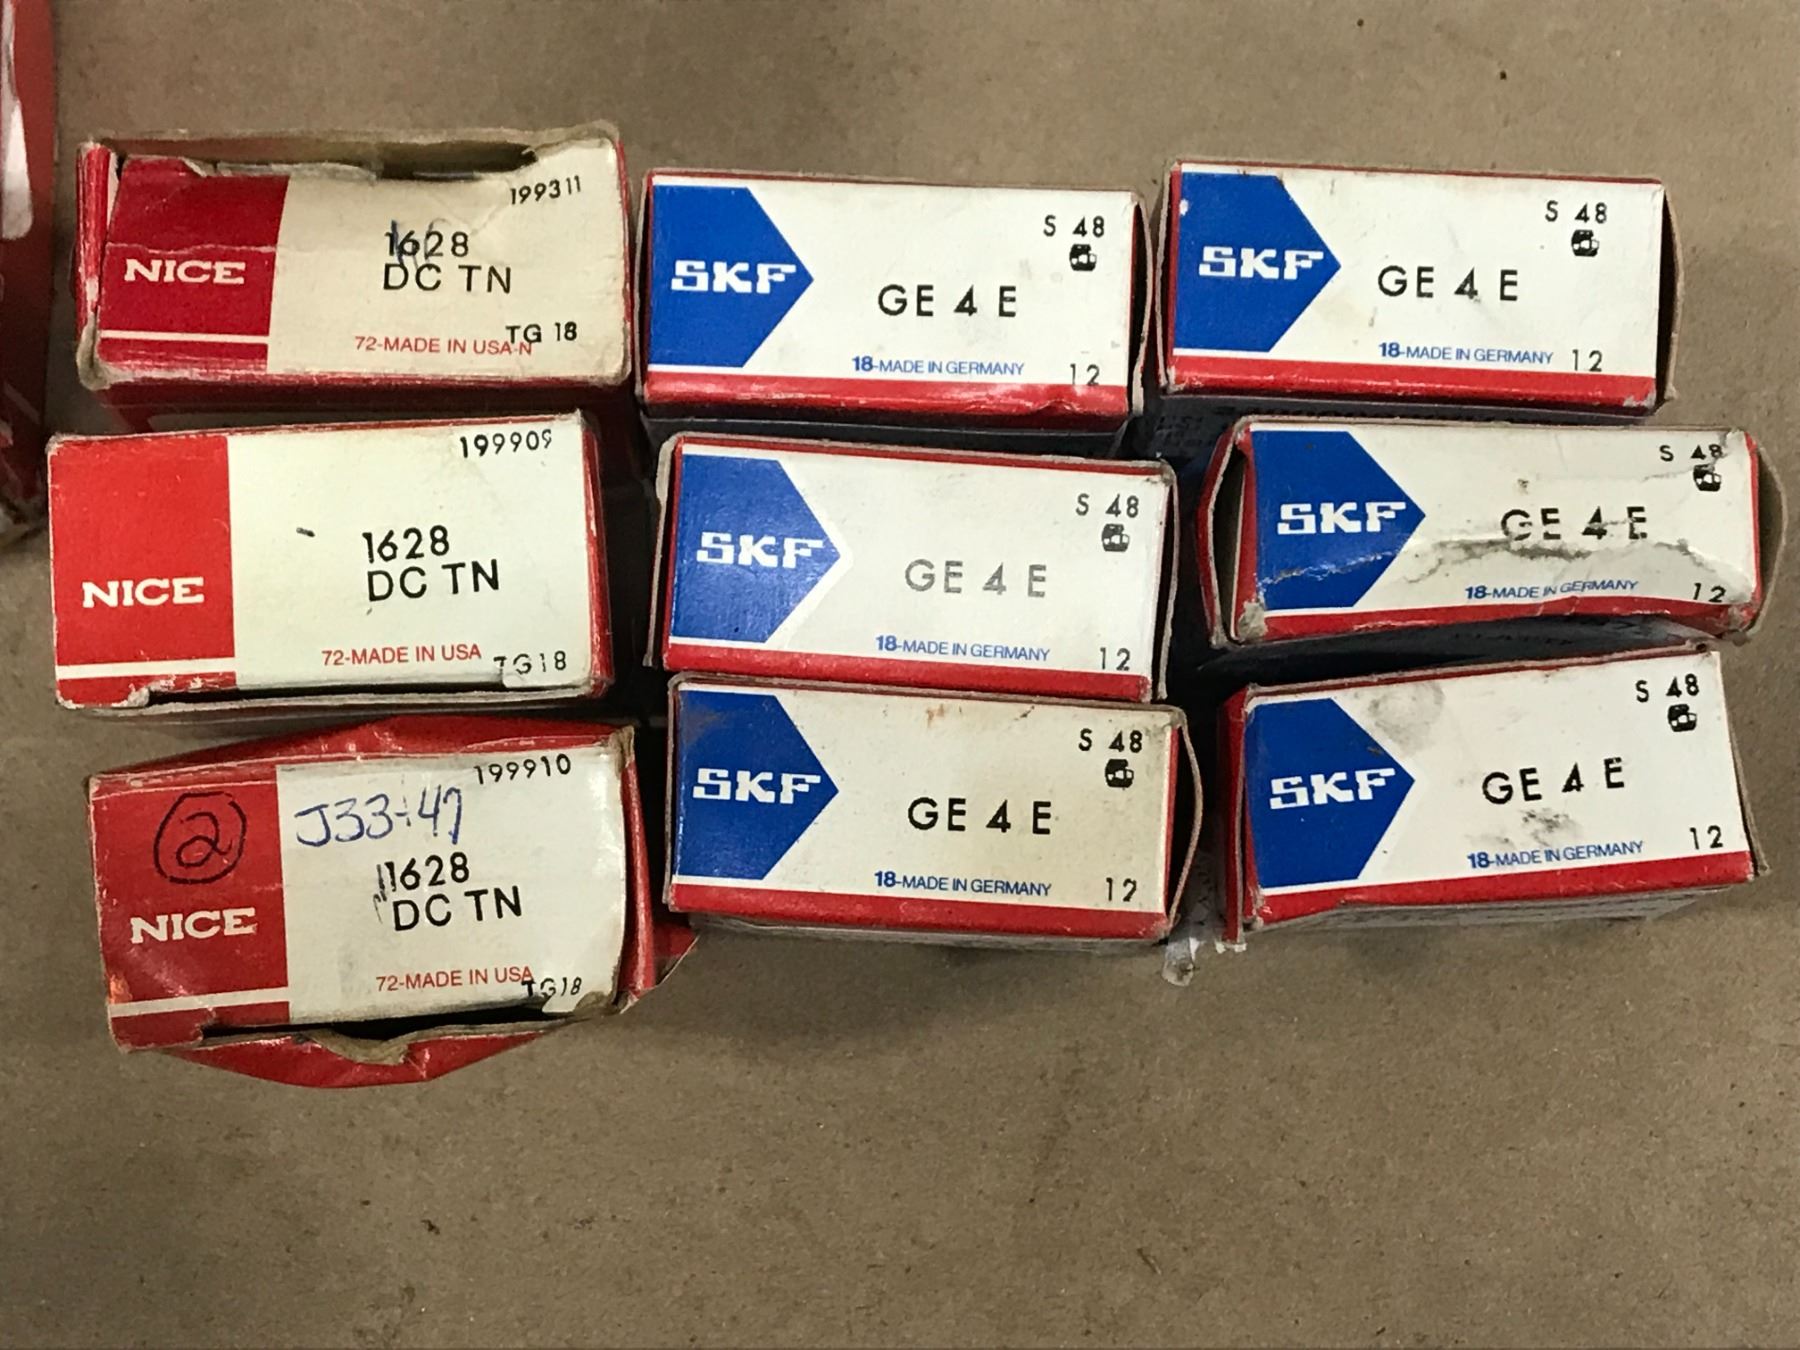 199311
NICE
1628
DC TN
72-MADE IN USA-N
TG 18
199909
NICE
1628
DC TN
72-MADE IN USA
TG18
199910
2
J33-47
NICE
1628
DC TN
72-MADE IN USA
TG18
SKF
S 48
GE 4 E
18-MADE IN GERMANY 12
SKF
S 48
GE 4 E
18-MADE IN GERMANY 12
SKF
S 48
GE 4 E
18-MADE IN GERMANY 12
SKF
S 48
GE 4 E
18-MADE IN GERMANY 12
SKF
S 48
GE 4 E
18-MADE IN GERMANY 12
SKF
S 48
GE 4 E
18-MADE IN GERMANY 12